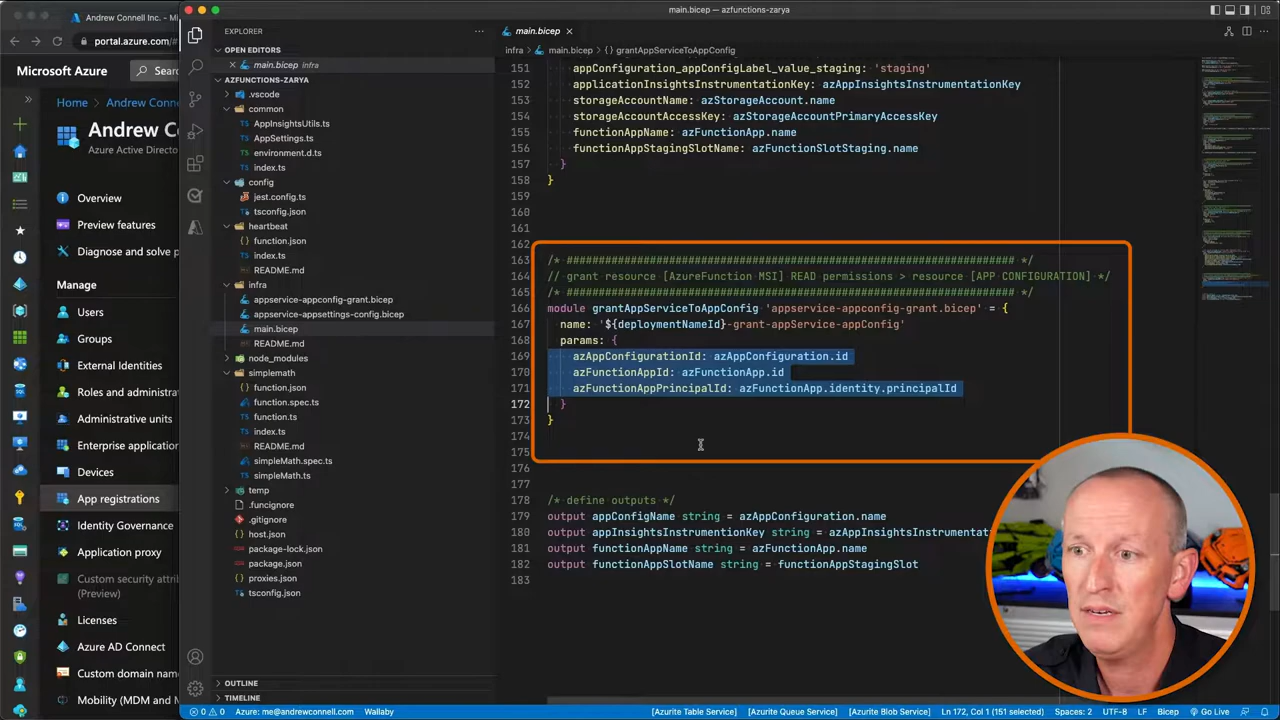 Andrew Connell Inc. - M
portal.azure.com/#
Microsoft Azure
Sear
Home > Andrew Conn
Andrew C
Azure Active Directo
Overview
Preview features
Diagnose and solve p
Manage
Users
Groups
External Identities
Roles and administra
Administrative units
Enterprise applicatio
Devices
App registrations
Identity Governance
Application proxy
Custom security attri
(Preview)
Licenses
Azure AD Connect
Custom domain nam
Mobility (MDM and M
main.bicep — azfunctions-zarya
EXPLORER
OPEN EDITORS
main.bicep infra
AZFUNCTIONS-ZARYA
.vscode
common
AppInsightsUtils.ts
AppSettings.ts
environment.d.ts
index.ts
config
jest.config.ts
tsconfig.json
heartbeat
function.json
index.ts
README.md
infra
appservice-appconfig-grant.bicep
appservice-appsettings-config.bicep
main.bicep
README.md
node_modules
simplemath
function.json
function.spec.ts
function.ts
index.ts
README.md
simpleMath.spec.ts
simpleMath.ts
temp
.funcignore
.gitignore
host.json
package-lock.json
package.json
proxies.json
tsconfig.json
OUTLINE
TIMELINE
main.bicep
infra > main.bicep > {} grantAppServiceToAppConfig
151 appConfiguration_appConfigLabel_value_staging: 'staging'
152 applicationInsightsInstrumentationKey: azAppInsightsInstrumentationKey
153 storageAccountName: azStorageAccount.name
154 storageAccountAccessKey: azStorageAccountPrimaryAccessKey
155 functionAppName: azFunctionApp.name
156 functionAppStagingSlotName: azFunctionSlotStaging.name
157 }
158 }
159
160
161
162
163 /* ###################################################################### */
164 // grant resource [AzureFunction MSI] READ permissions > resource [APP CONFIGURATION] */
165 /* ###################################################################### */
166 module grantAppServiceToAppConfig 'appservice-appconfig-grant.bicep' = {
167 name: '${deploymentNameId}-grant-appService-appConfig'
168 params: {
169 azAppConfigurationId: azAppConfiguration.id
170 azFunctionAppId: azFunctionApp.id
171 azFunctionAppPrincipalId: azFunctionApp.identity.principalId
172 }
173 }
174
175
176
177
178 /* define outputs */
179 output appConfigName string = azAppConfiguration.name
180 output appInsightsInstrumentionKey string = azAppInsightsInstrumentati
181 output functionAppName string = azFunctionApp.name
182 output functionAppSlotName string = functionAppStagingSlot
183
0 0 Azure: me@andrewconnell.com Wallaby [Azurite Table Service] [Azurite Queue Service] [Azurite Blob Service] Ln 172, Col 1 (151 selected) Spaces: 2 UTF-8 LF Bicep Go Live